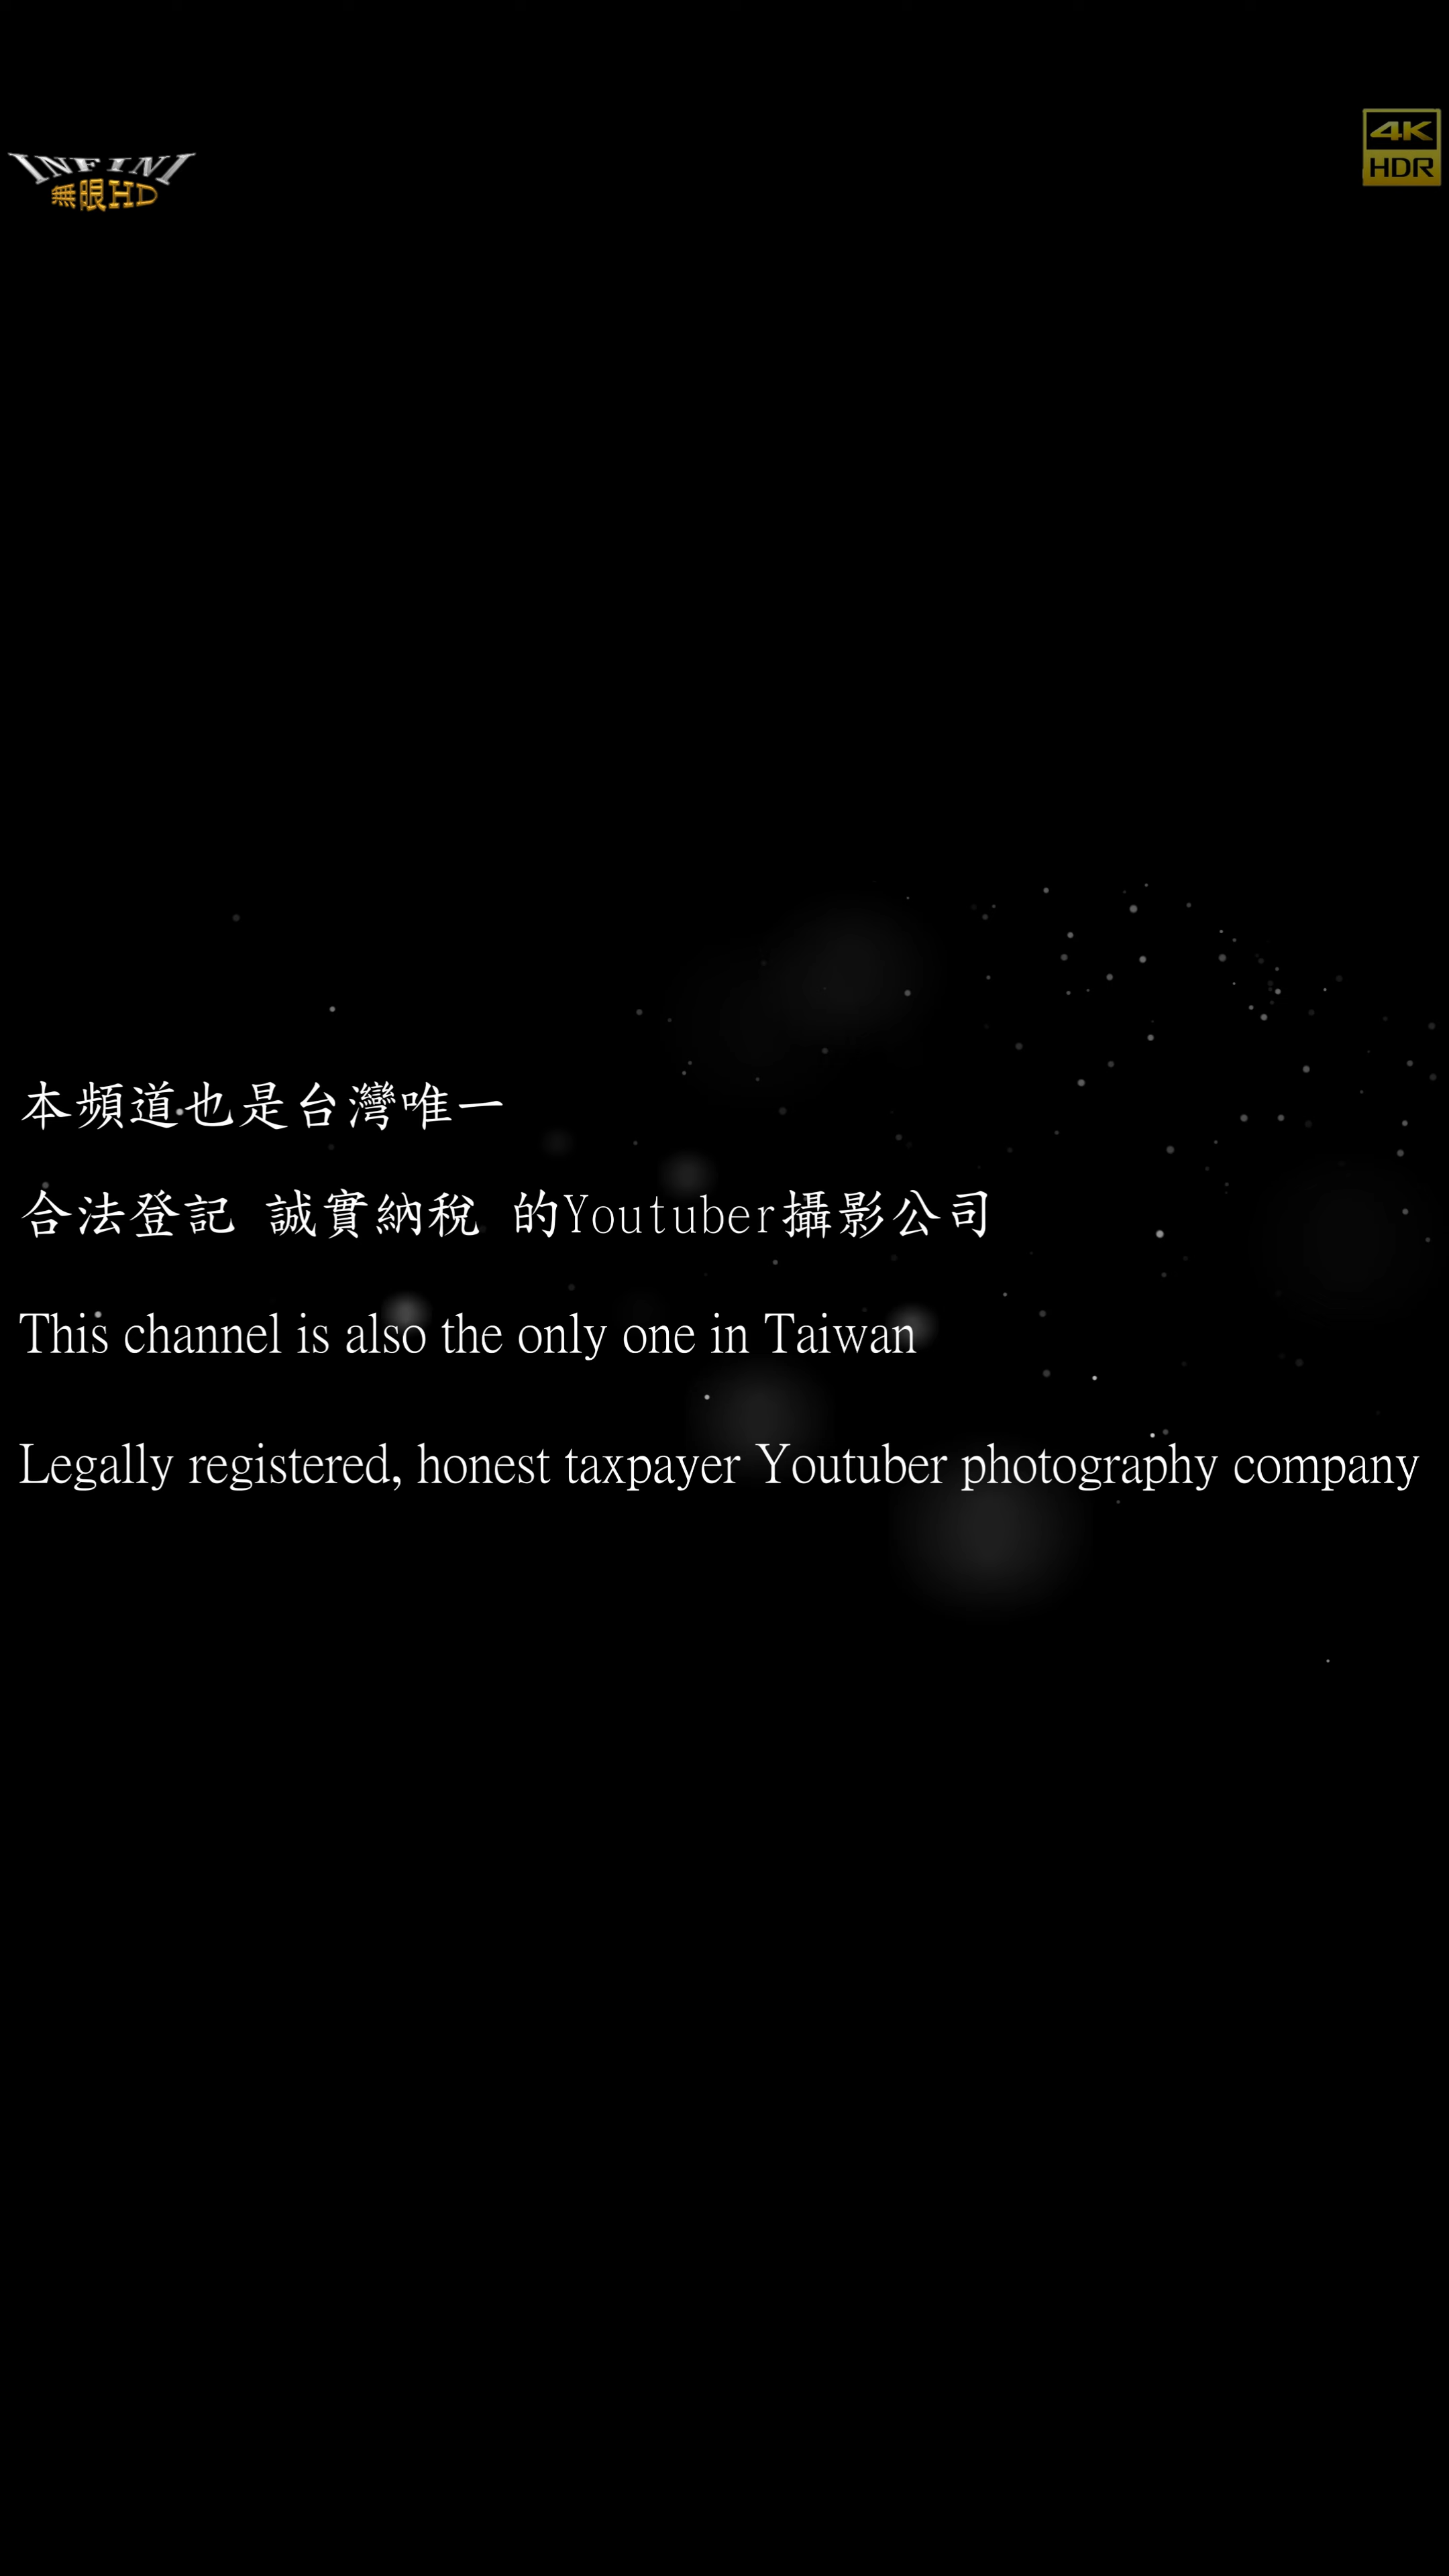 INFINI
無限HD
4K
HDR
本頻道也是台灣唯一
合法登記 誠實納稅 的Youtuber攝影公司
This channel is also the only one in Taiwan
Legally registered, honest taxpayer Youtuber photography company